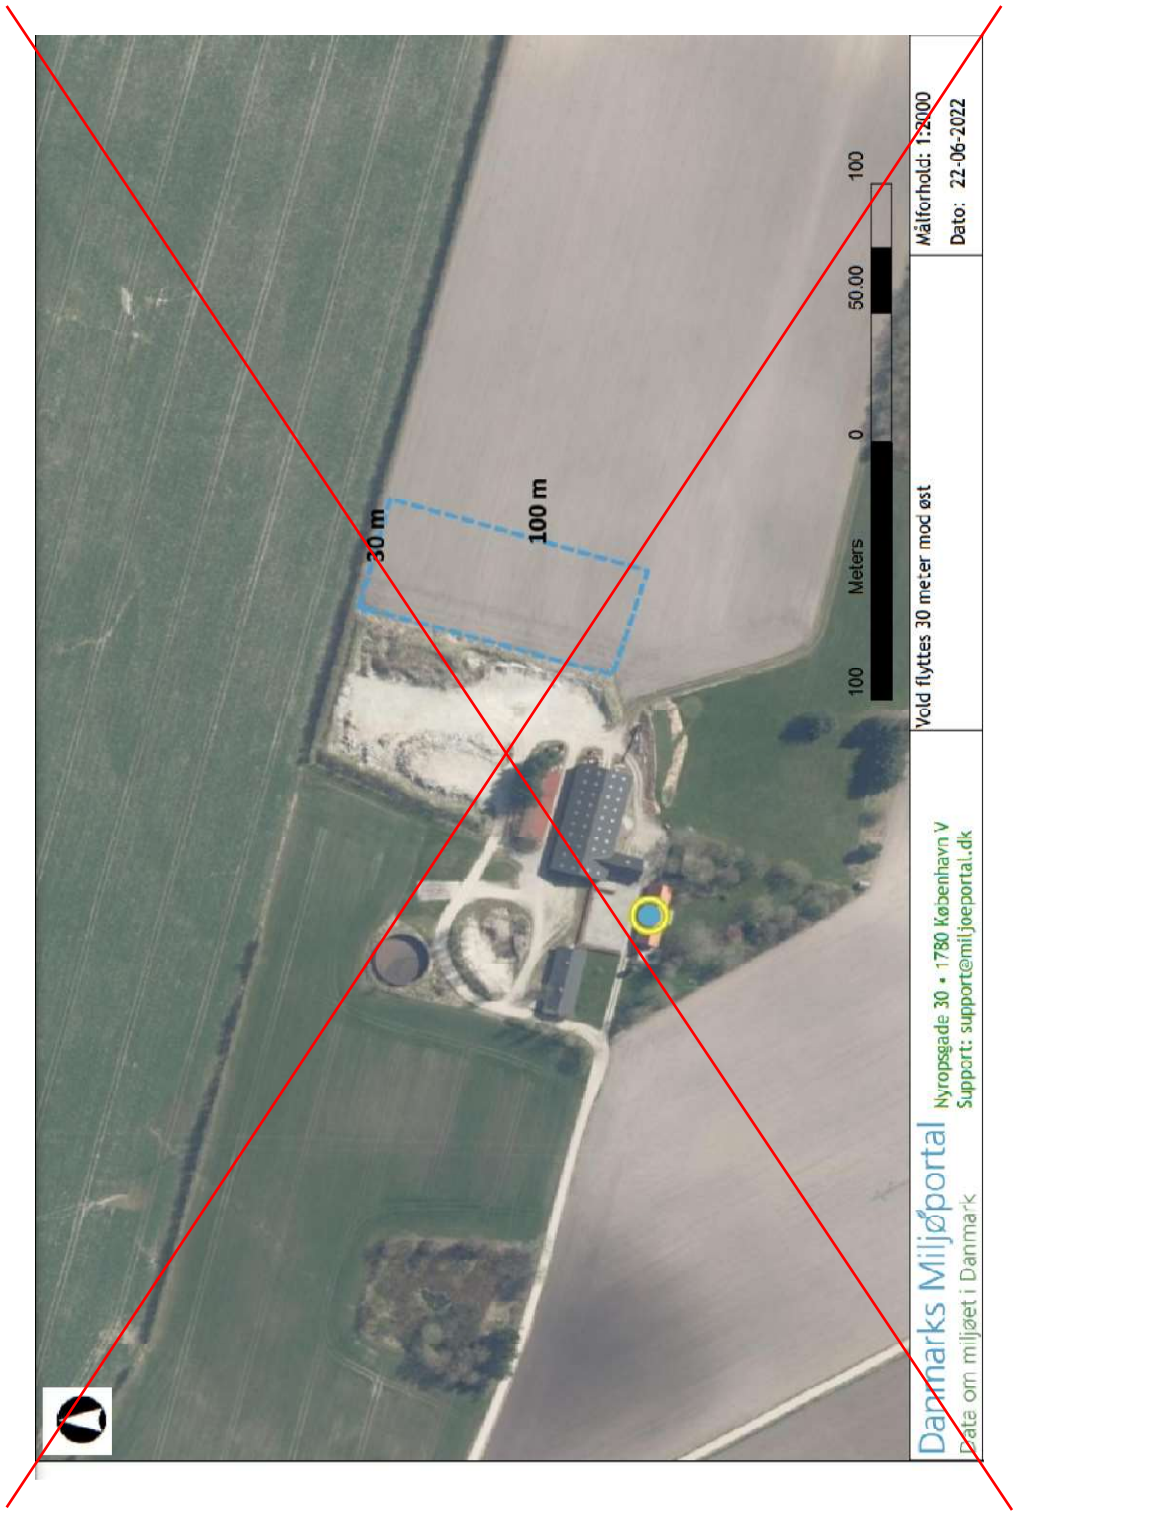 30 m
100 m
100 Meters 0 50.00 100
Danmarks Miljøportal
Data om miljøet i Danmark
Nyropsgade 30 • 1780 København V
Support: support@miljoeportal.dk
Vold flyttes 30 meter mod øst
Målforhold: 1:2000
Dato: 22-06-2022